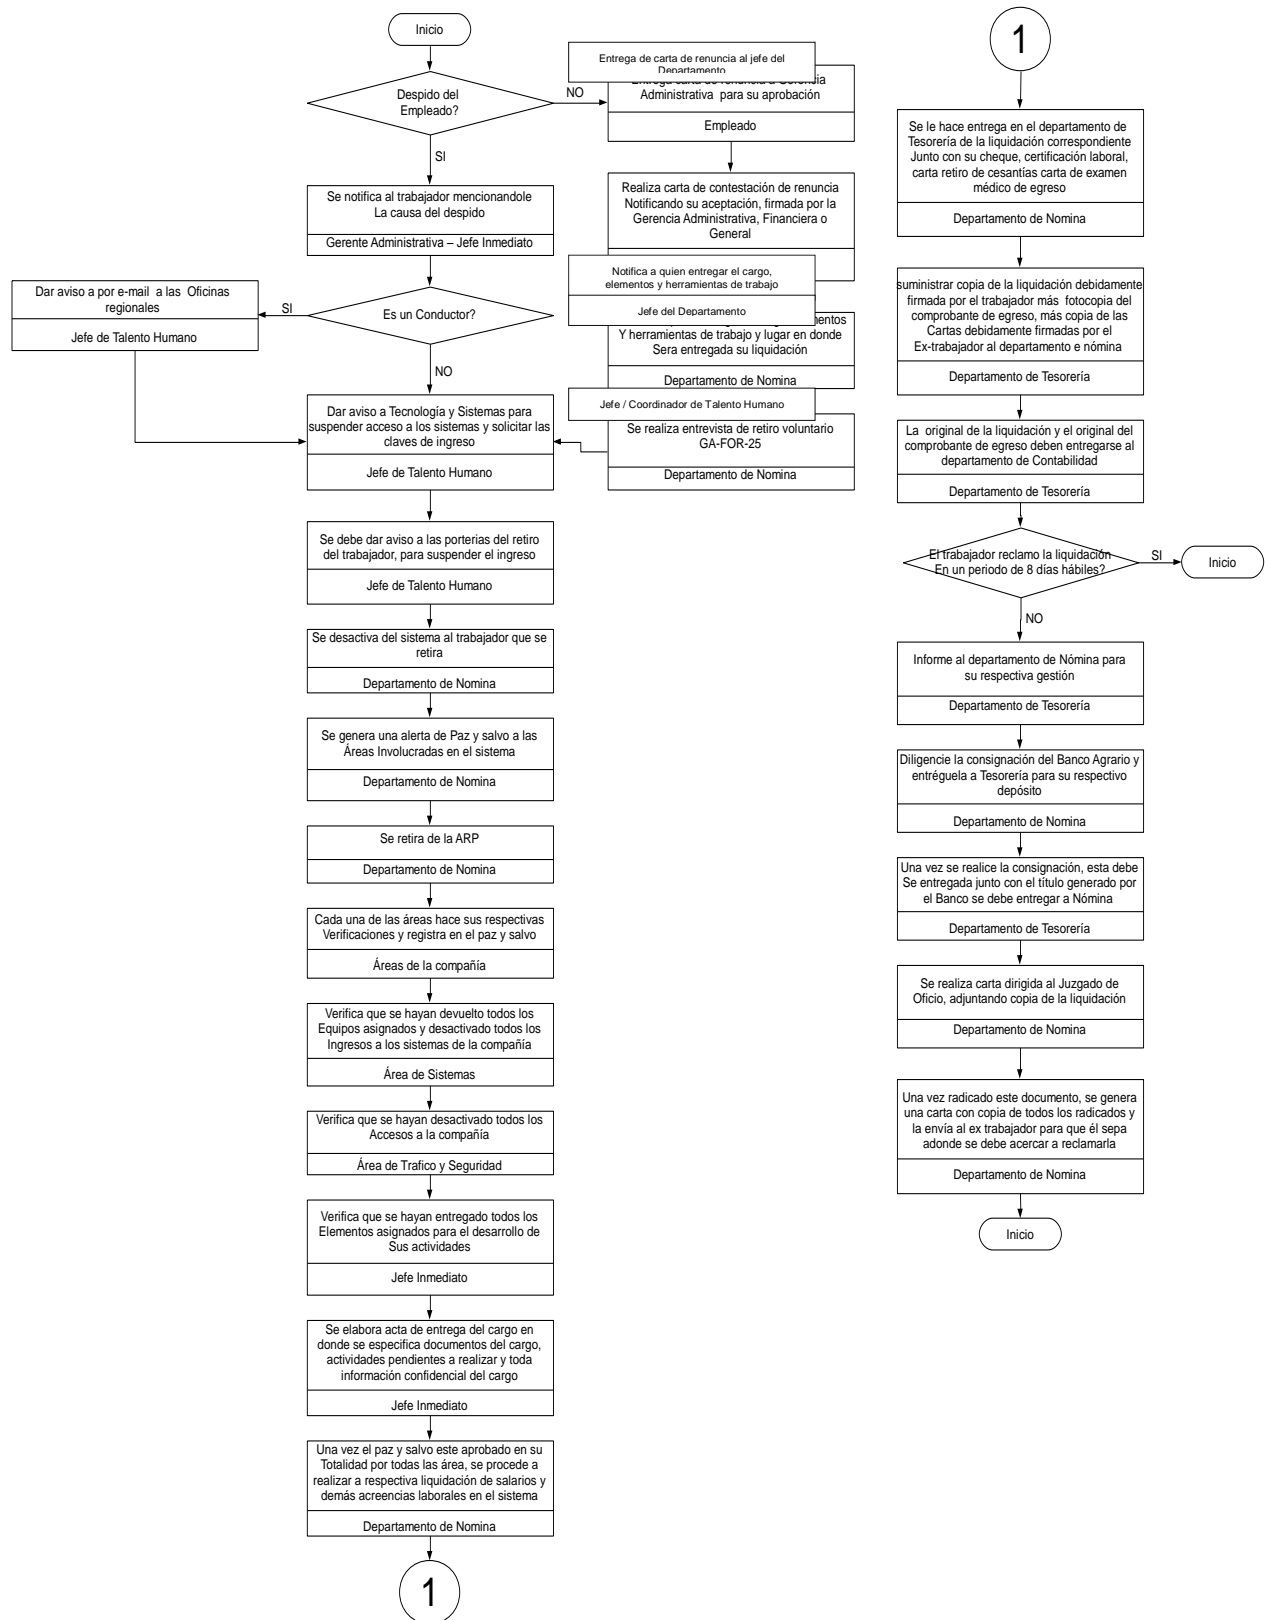 Inicio
Despido del
Empleado?
NO
SI
Entrega de carta de renuncia al jefe del
Departamento
Administrativa para su aprobación
Empleado
Se notifica al trabajador mencionandole
La causa del despido
Gerente Administrativa – Jefe Inmediato
Realiza carta de contestación de renuncia
Notificando su aceptación, firmada por la
Gerencia Administrativa, Financiera o
General
Notifica a quien entregar el cargo,
elementos y herramientas de trabajo
Jefe del Departamento
Y herramientas de trabajo y lugar en donde
Sera entregada su liquidación
Departamento de Nomina
Es un Conductor?
SI
NO
Dar aviso a por e-mail a las Oficinas
regionales
Jefe de Talento Humano
Jefe / Coordinador de Talento Humano
Se realiza entrevista de retiro voluntario
GA-FOR-25
Departamento de Nomina
Dar aviso a Tecnología y Sistemas para
suspender acceso a los sistemas y solicitar las
claves de ingreso
Jefe de Talento Humano
Se debe dar aviso a las porterias del retiro
del trabajador, para suspender el ingreso
Jefe de Talento Humano
Se desactiva del sistema al trabajador que se
retira
Departamento de Nomina
Se genera una alerta de Paz y salvo a las
Áreas Involucradas en el sistema
Departamento de Nomina
Se retira de la ARP
Departamento de Nomina
Cada una de las áreas hace sus respectivas
Verificaciones y registra en el paz y salvo
Áreas de la compañía
Verifica que se hayan devuelto todos los
Equipos asignados y desactivado todos los
Ingresos a los sistemas de la compañía
Área de Sistemas
Verifica que se hayan desactivado todos los
Accesos a la compañía
Área de Trafico y Seguridad
Verifica que se hayan entregado todos los
Elementos asignados para el desarrollo de
Sus actividades
Jefe Inmediato
Se elabora acta de entrega del cargo en
donde se especifica documentos del cargo,
actividades pendientes a realizar y toda
información confidencial del cargo
Jefe Inmediato
Una vez el paz y salvo este aprobado en su
Totalidad por todas las área, se procede a
realizar a respectiva liquidación de salarios y
demás acreencias laborales en el sistema
Departamento de Nomina
1
1
Se le hace entrega en el departamento de
Tesorería de la liquidación correspondiente
Junto con su cheque, certificación laboral,
carta retiro de cesantías carta de examen
médico de egreso
Departamento de Nomina
suministrar copia de la liquidación debidamente
firmada por el trabajador más fotocopia del
comprobante de egreso, más copia de las
Cartas debidamente firmadas por el
Ex-trabajador al departamento e nómina
Departamento de Tesorería
La original de la liquidación y el original del
comprobante de egreso deben entregarse al
departamento de Contabilidad
Departamento de Tesorería
El trabajador reclamo la liquidación
En un periodo de 8 días hábiles?
SI
Inicio
NO
Informe al departamento de Nómina para
su respectiva gestión
Departamento de Tesorería
Diligencie la consignación del Banco Agrario y
entréguela a Tesorería para su respectivo
depósito
Departamento de Nomina
Una vez se realice la consignación, esta debe
Se entregada junto con el título generado por
el Banco se debe entregar a Nómina
Departamento de Tesorería
Se realiza carta dirigida al Juzgado de
Oficio, adjuntando copia de la liquidación
Departamento de Nomina
Una vez radicado este documento, se genera
una carta con copia de todos los radicados y
la envía al ex trabajador para que él sepa
adonde se debe acercar a reclamarla
Departamento de Nomina
Inicio